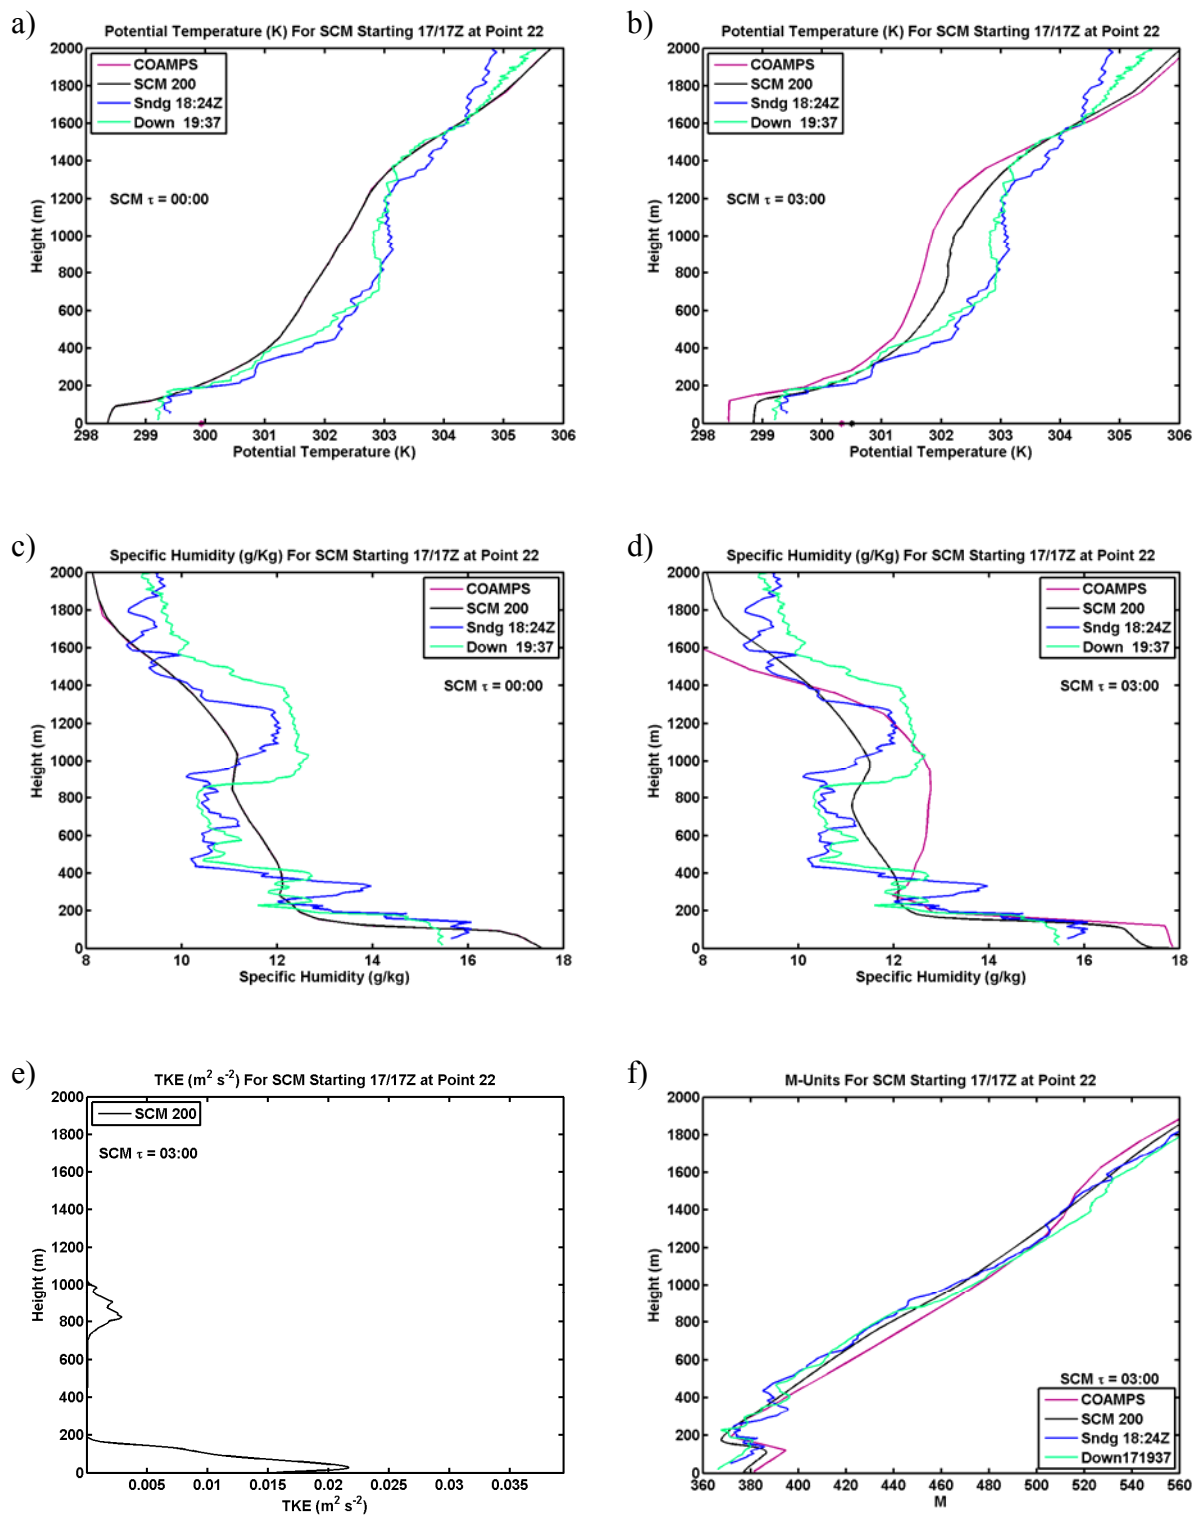 a)
Potential Temperature (K) For SCM Starting 17/17Z at Point 22
2000
1800
1600
1400
1200
1000
800
600
400
200
0
Height (m)
COAMPS
SCM 200
Sndg 18:24Z
Down 19:37
SCM τ = 00:00
298 299 300 301 302 303 304 305 306
Potential Temperature (K)
b)
Potential Temperature (K) For SCM Starting 17/17Z at Point 22
2000
1800
1600
1400
1200
1000
800
600
400
200
0
Height (m)
COAMPS
SCM 200
Sndg 18:24Z
Down 19:37
SCM τ = 03:00
298 299 300 301 302 303 304 305 306
Potential Temperature (K)
c)
Specific Humidity (g/Kg) For SCM Starting 17/17Z at Point 22
2000
1800
1600
1400
1200
1000
800
600
400
200
0
Height (m)
COAMPS
SCM 200
Sndg 18:24Z
Down 19:37
SCM τ = 00:00
8 10 12 14 16 18
Specific Humidity (g/kg)
d)
Specific Humidity (g/Kg) For SCM Starting 17/17Z at Point 22
2000
1800
1600
1400
1200
1000
800
600
400
200
0
Height (m)
COAMPS
SCM 200
Sndg 18:24Z
Down 19:37
SCM τ = 03:00
8 10 12 14 16 18
Specific Humidity (g/kg)
e)
TKE (m² s⁻²) For SCM Starting 17/17Z at Point 22
2000
1800
1600
1400
1200
1000
800
600
400
200
0
Height (m)
SCM 200
SCM τ = 03:00
0.005 0.01 0.015 0.02 0.025 0.03 0.035
TKE (m² s⁻²)
f)
M-Units For SCM Starting 17/17Z at Point 22
2000
1800
1600
1400
1200
1000
800
600
400
200
0
Height (m)
SCM τ = 03:00
COAMPS
SCM 200
Sndg 18:24Z
Down171937
360 380 400 420 440 460 480 500 520 540 560
M